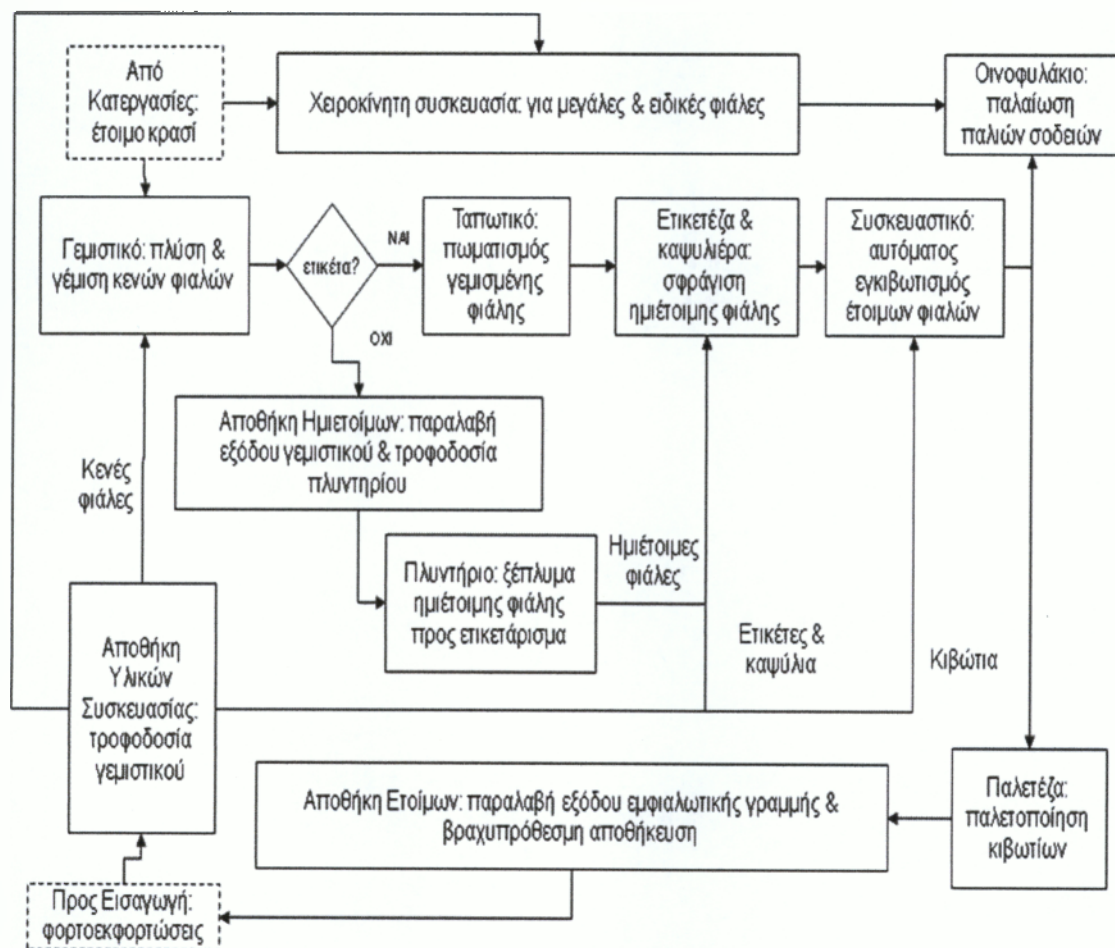 Από
Κατεργασίες:
έτοιμο κρασί
Χειροκίνητη συσκευασία: για μεγάλες & ειδικές φιάλες
Οινοφυλάκιο:
παλαίωση
παλιών σοδειών
Γεμιστικό: πλύση &
γέμιση κενών φιαλών
ετικέτα?
ΝΑΙ
ΟΧΙ
Ταπωτικό:
πωματισμός
γεμισμένης
φιάλης
Ετικετέζα &
καψυλιέρα:
σφράγιση
ημιέτοιμης φιάλης
Συσκευαστικό:
αυτόματος
εγκιβωτισμός
έτοιμων φιαλών
Αποθήκη Ημιετοίμων: παραλαβή
εξόδου γεμιστικού & τροφοδοσία
πλυντηρίου
Κενές
φιάλες
Πλυντήριο: ξέπλυμα
ημιέτοιμης φιάλης
προς ετικετάρισμα
Ημιέτοιμες
φιάλες
Ετικέτες &
καψύλια
Κιβώτια
Αποθήκη
Υλικών
Συσκευασίας:
τροφοδοσία
γεμιστικού
Αποθήκη Ετοίμων: παραλαβή εξόδου εμφιαλωτικής γραμμής &
βραχυπρόθεσμη αποθήκευση
Παλετέζα:
παλετοποίηση
κιβωτίων
Προς Εισαγωγή:
φορτοεκφορτώσεις